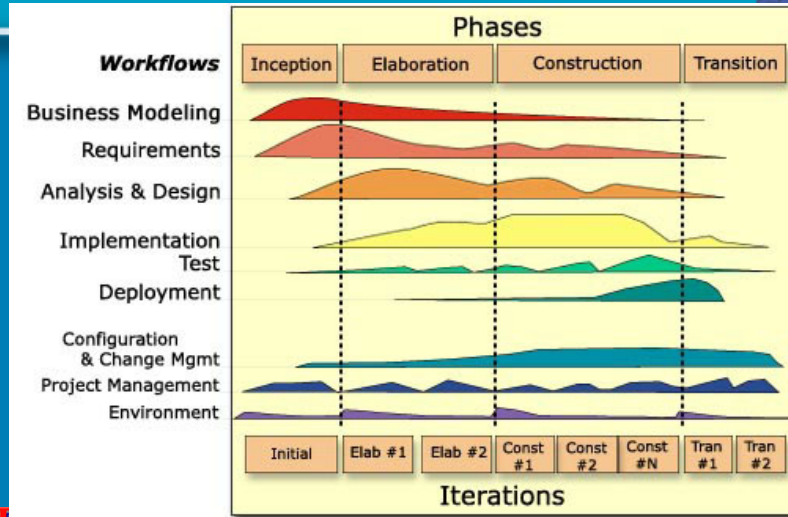 Phases
Workflows
Inception
Elaboration
Construction
Transition
Business Modeling
Requirements
Analysis & Design
Implementation
Test
Deployment
Configuration
& Change Mgmt
Project Management
Environment
Initial
Elab #1
Elab #2
Const
#1
Const
#2
Const
#N
Tran
#1
Tran
#2
Iterations